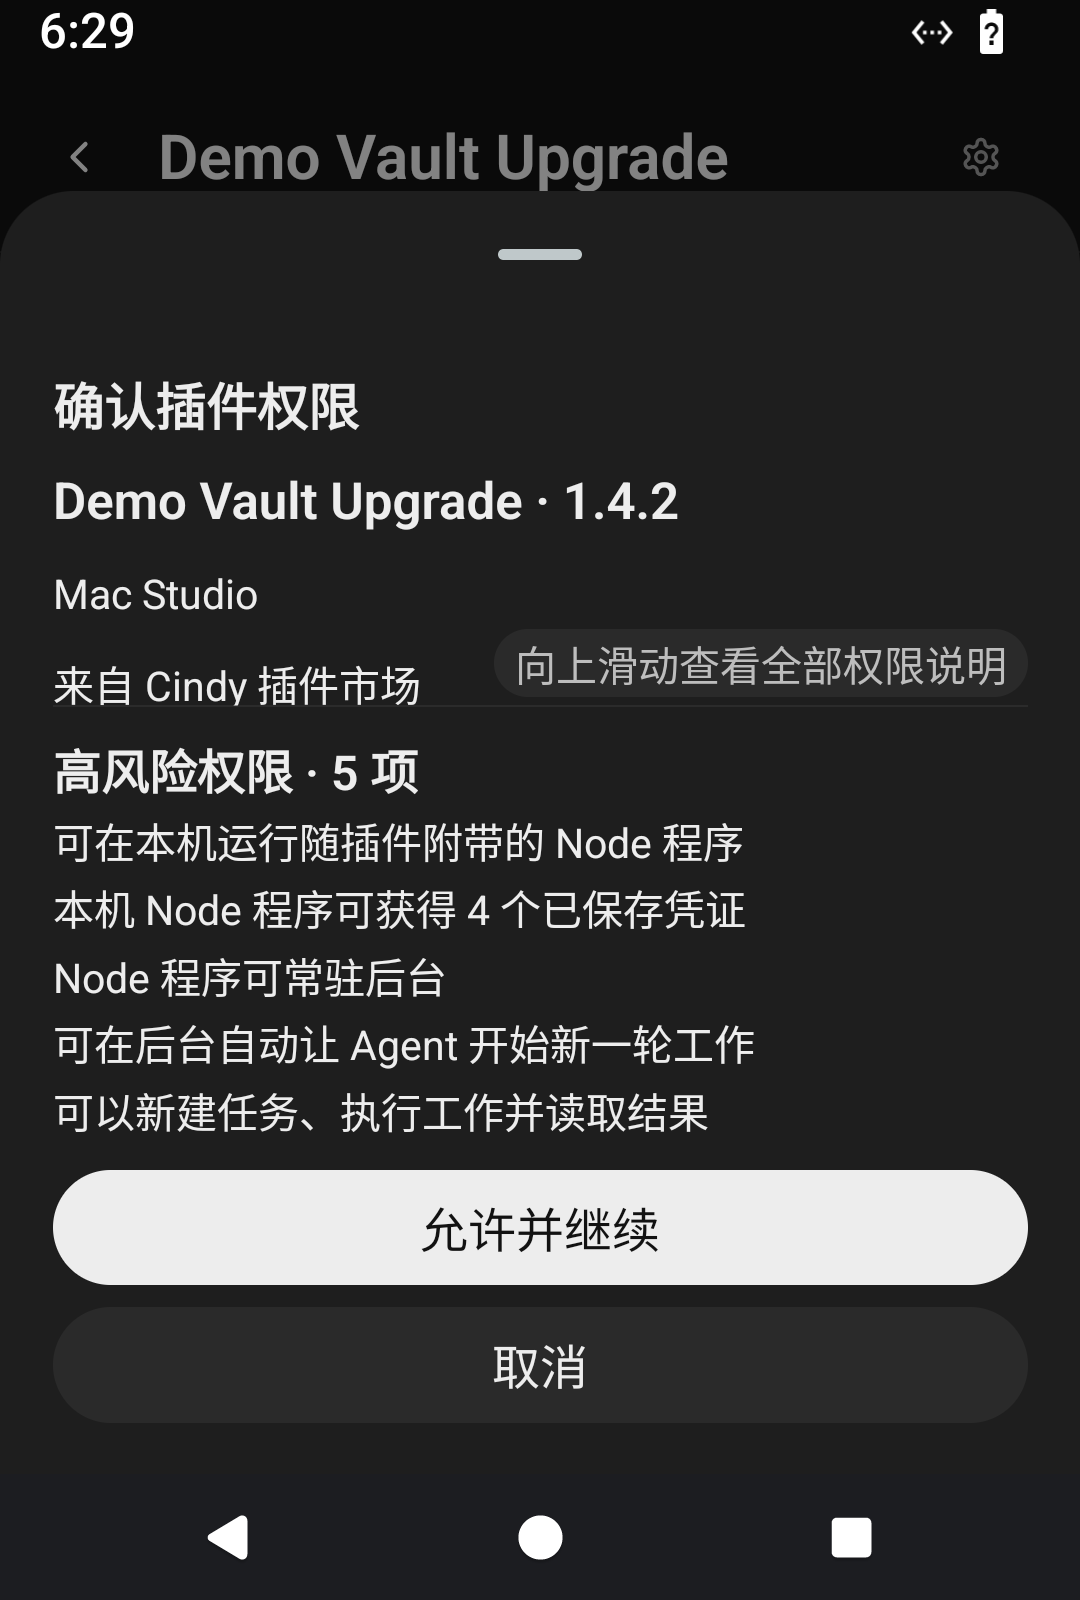 6:29
Demo Vault Upgrade
确认插件权限
Demo Vault Upgrade · 1.4.2
Mac Studio
向上滑动查看全部权限说明
来自 Cindy 插件市场
高风险权限 · 5 项
可在本机运行随插件附带的 Node 程序
本机 Node 程序可获得 4 个已保存凭证
Node 程序可常驻后台
可在后台自动让 Agent 开始新一轮工作
可以新建任务、执行工作并读取结果
允许并继续
取消